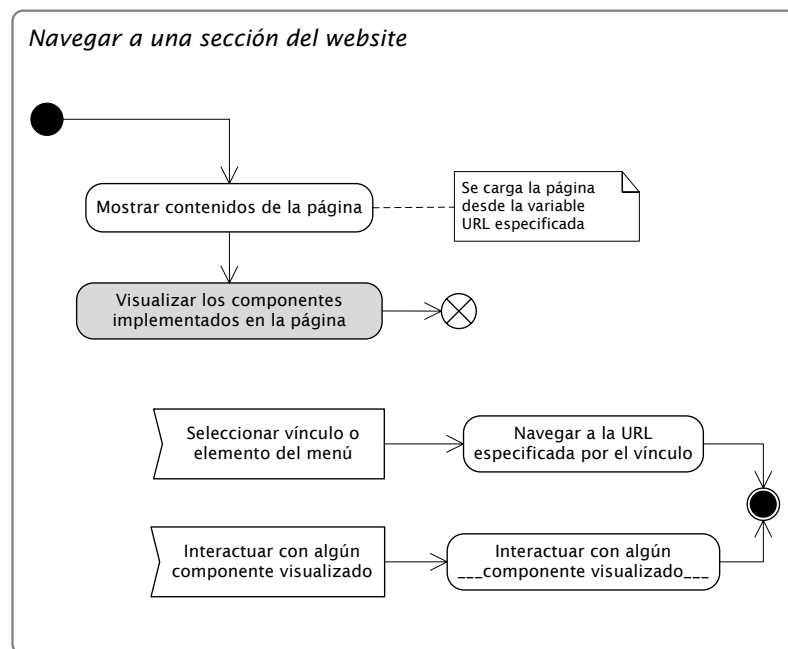 Navegar a una sección del website
Mostrar contenidos de la página
Se carga la página
desde la variable
URL especificada
Visualizar los componentes
implementados en la página
Seleccionar vínculo o
elemento del menú
Navegar a la URL
especificada por el vínculo
Interactuar con algún
componente visualizado
Interactuar con algún
___componente visualizado___